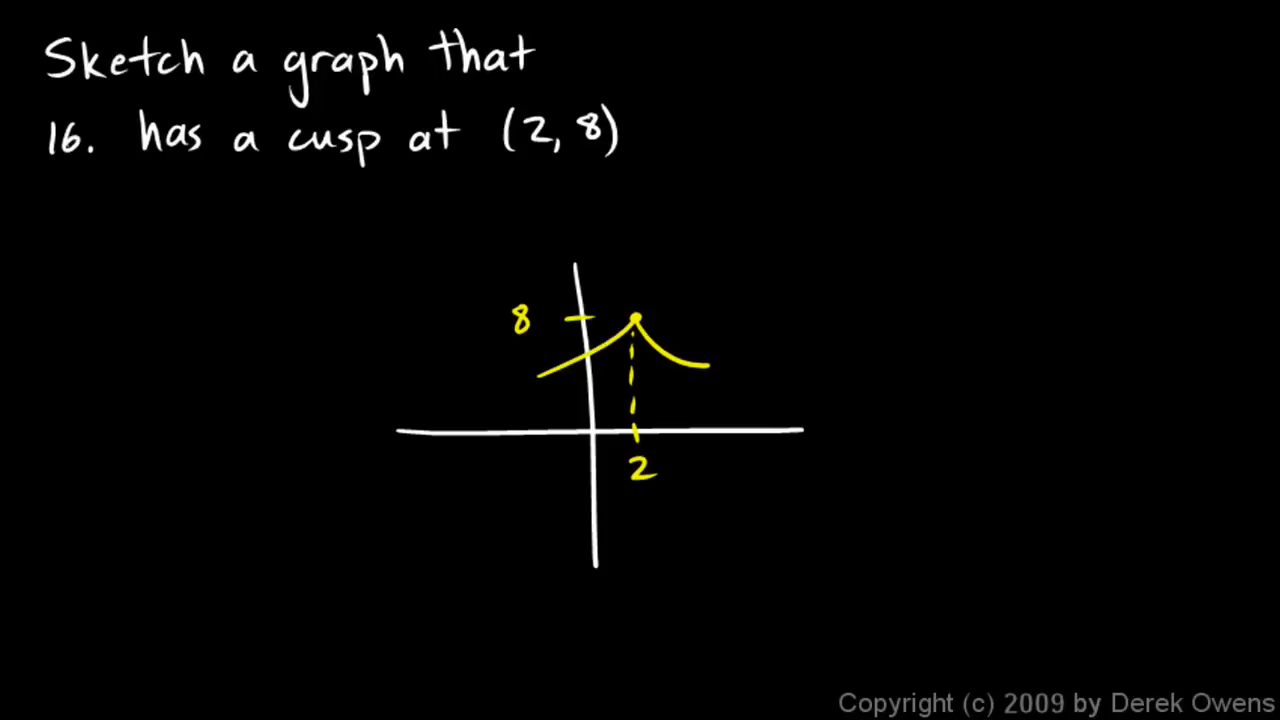 Sketch a graph that
16. has a cusp at (2, 8)
8
2
Copyright (c) 2009 by Derek Owens